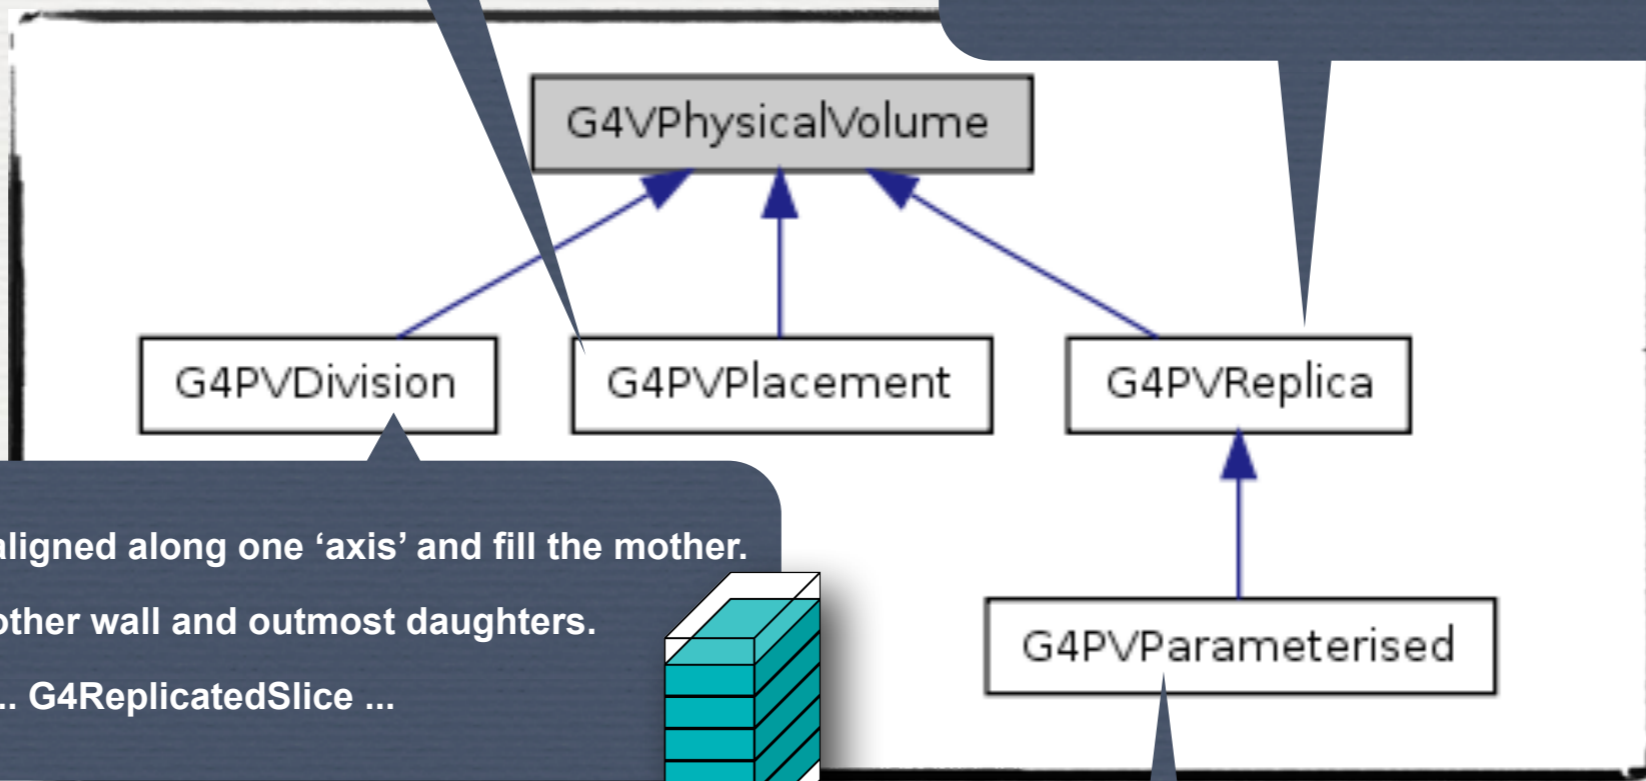 G4VPhysicalVolume
G4PVDivision
G4PVPlacement
G4PVReplica
aligned along one ‘axis’ and fill the mother.
other wall and outmost daughters.
.. G4ReplicatedSlice ...
G4PVParameterised